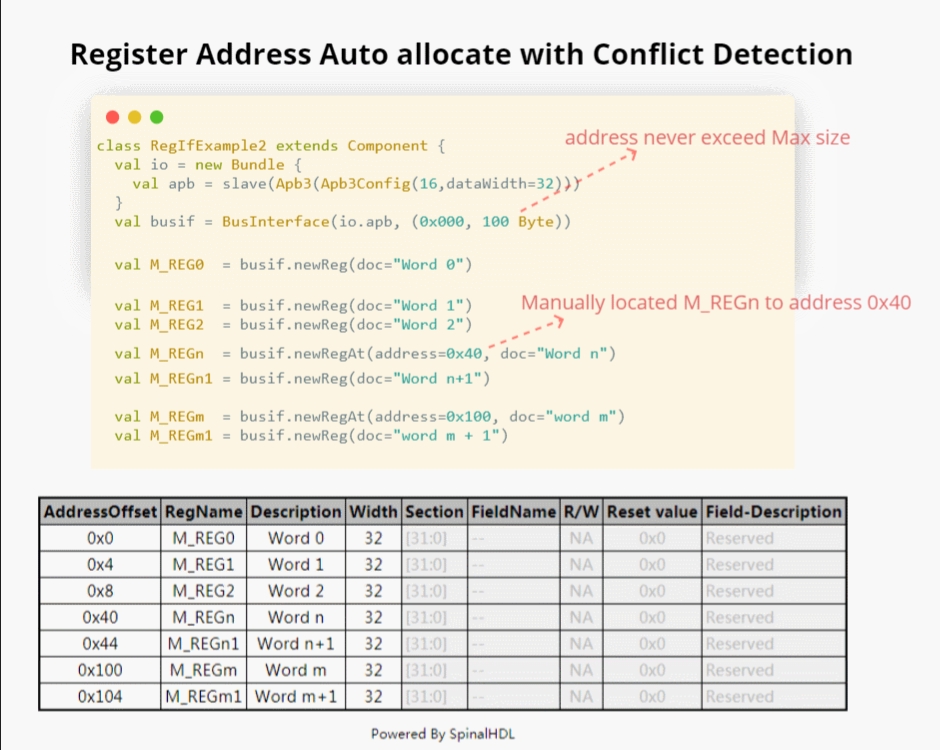 Register Address Auto allocate with Conflict Detection
class RegIfExample2 extends Component {
address never exceed Max size
val io = new Bundle {
val apb = slave(Apb3(Apb3Config(16,dataWidth=32)))
}
val busif = BusInterface(io.apb, (0x000, 100 Byte))
val M_REG0 = busif.newReg(doc="Word 0")
val M_REG1 = busif.newReg(doc="Word 1")
Manually located M_REGn to address 0x40
val M_REG2 = busif.newReg(doc="Word 2")
val M_REGn = busif.newRegAt(address=0x40, doc="Word n")
val M_REGn1 = busif.newReg(doc="Word n+1")
val M_REGm = busif.newRegAt(address=0x100, doc="word m")
val M_REGm1 = busif.newReg(doc="word m + 1")
AddressOffset RegName Description Width Section FieldName R/W Reset value Field-Description
0x0 M_REG0 Word 0 32 [31:0] -- NA 0x0 Reserved
0x4 M_REG1 Word 1 32 [31:0] -- NA 0x0 Reserved
0x8 M_REG2 Word 2 32 [31:0] -- NA 0x0 Reserved
0x40 M_REGn Word n 32 [31:0] -- NA 0x0 Reserved
0x44 M_REGn1 Word n+1 32 [31:0] -- NA 0x0 Reserved
0x100 M_REGm Word m 32 [31:0] -- NA 0x0 Reserved
0x104 M_REGm1 Word m+1 32 [31:0] -- NA 0x0 Reserved
Powered By SpinalHDL